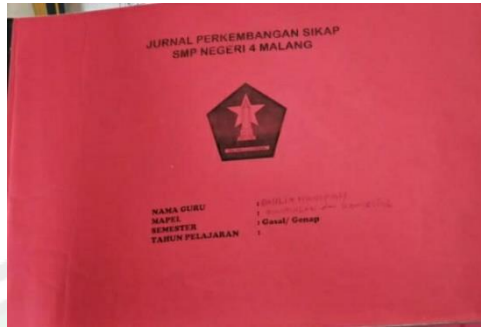 JURNAL PERKEMBANGAN SIKAP
SMP NEGERI 4 MALANG
NAMA GURU :
MAPEL :
SEMESTER : Gasal/ Genap
TAHUN PELAJARAN :